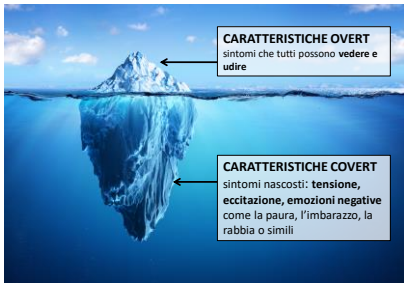 CARATTERISTICHE OVERT
sintomi che tutti possono vedere e
udire
CARATTERISTICHE COVERT
sintomi nascosti: tensione,
eccitazione, emozioni negative
come la paura, l'imbarazzo, la
rabbia o simili